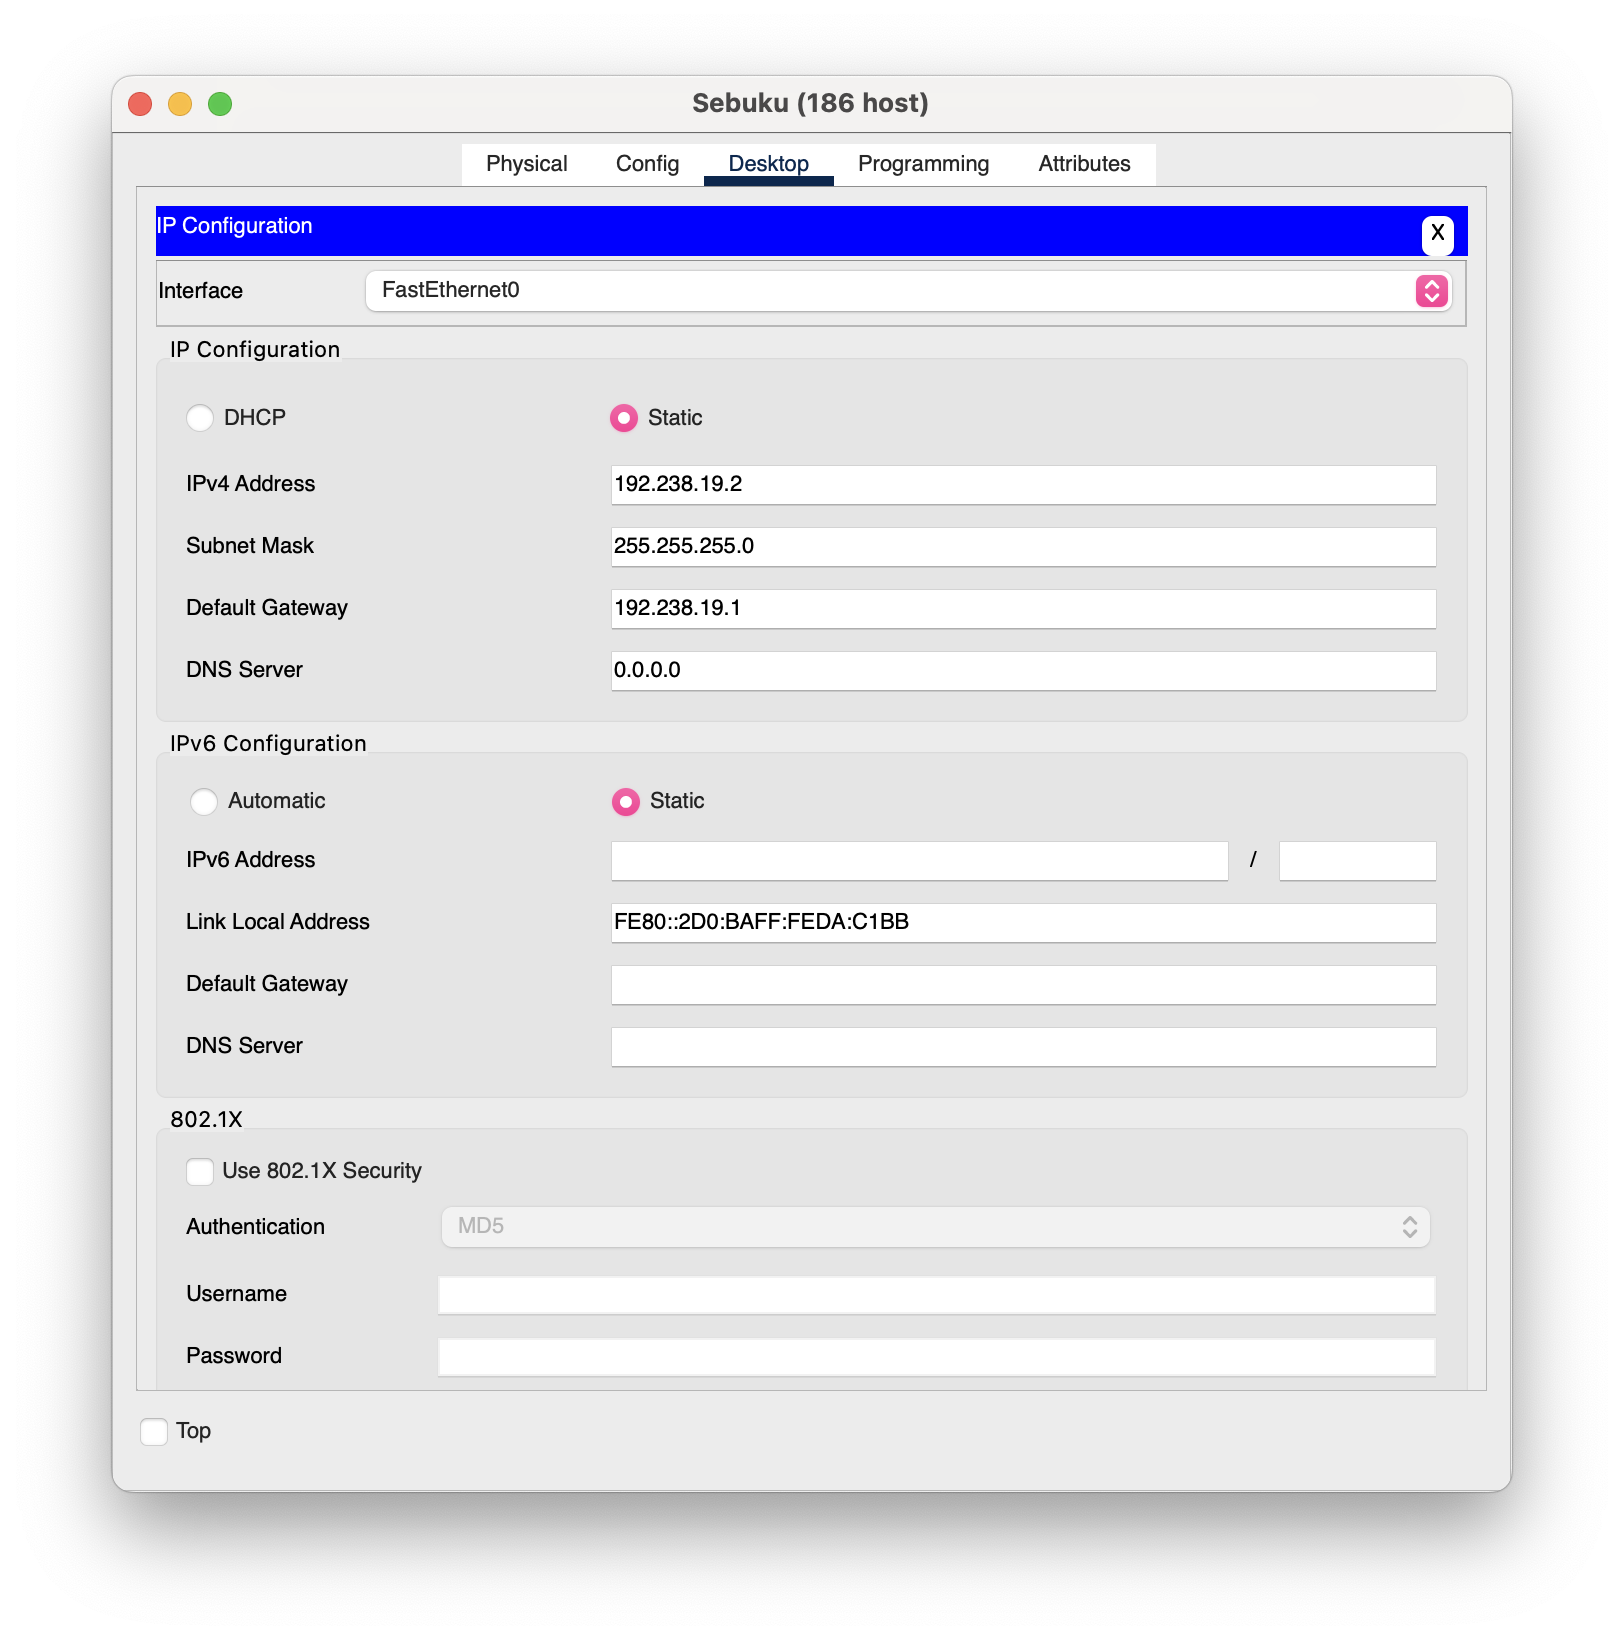 Sebuku (186 host)
Physical Config Desktop Programming Attributes
IP Configuration
X
Interface FastEthernet0
IP Configuration
DHCP Static
IPv4 Address 192.238.19.2
Subnet Mask 255.255.255.0
Default Gateway 192.238.19.1
DNS Server 0.0.0.0
IPv6 Configuration
Automatic Static
IPv6 Address /
Link Local Address FE80::2D0:BAFF:FEDA:C1BB
Default Gateway
DNS Server
802.1X
Use 802.1X Security
Authentication MD5
Username
Password
Top